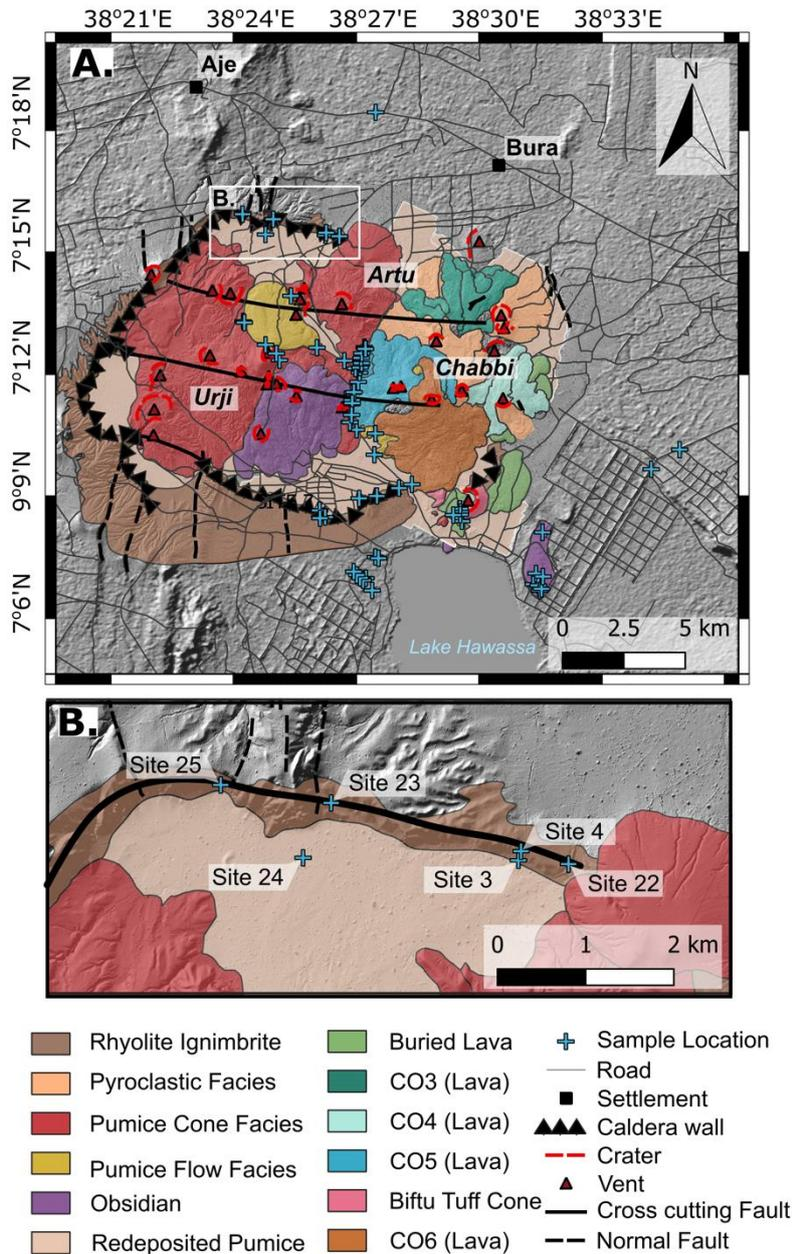 38°21'E 38°24'E 38°27'E 38°30'E 38°33'E
A.
Aje
N
7°18'N
Bura
B.
7°15'N
Artu
7°12'N
Chabbi
Urji
9°9'N
7°6'N
0 2.5 5 km
Lake Hawassa
B.
Site 25
Site 23
Site 4
Site 24
Site 3
Site 22
0 1 2 km
Rhyolite Ignimbrite
Pyroclastic Facies
Pumice Cone Facies
Pumice Flow Facies
Obsidian
Redeposited Pumice
Buried Lava
CO3 (Lava)
CO4 (Lava)
CO5 (Lava)
Biftu Tuff Cone
CO6 (Lava)
Sample Location
Road
Settlement
Caldera wall
Crater
Vent
Cross cutting Fault
Normal Fault